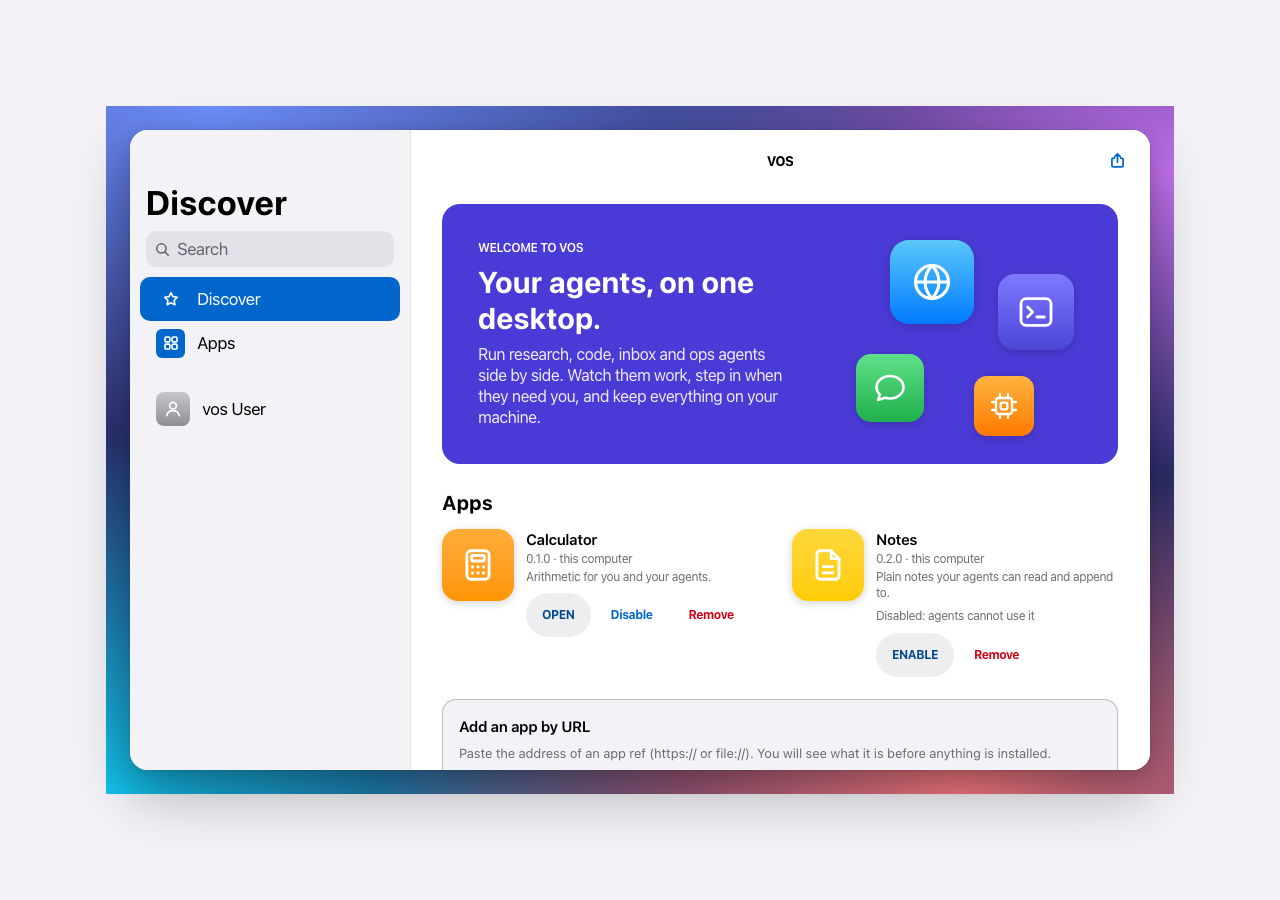 Discover
Search
Discover
Apps
vos User
VOS
WELCOME TO VOS
Your agents, on one
desktop.
Run research, code, inbox and ops agents
side by side. Watch them work, step in when
they need you, and keep everything on your
machine.
Apps
Calculator
0.1.0 · this computer
Arithmetic for you and your agents.
OPEN
Disable
Remove
Notes
0.2.0 · this computer
Plain notes your agents can read and append
to.
Disabled: agents cannot use it
ENABLE
Remove
Add an app by URL
Paste the address of an app ref (https:// or file://). You will see what it is before anything is installed.